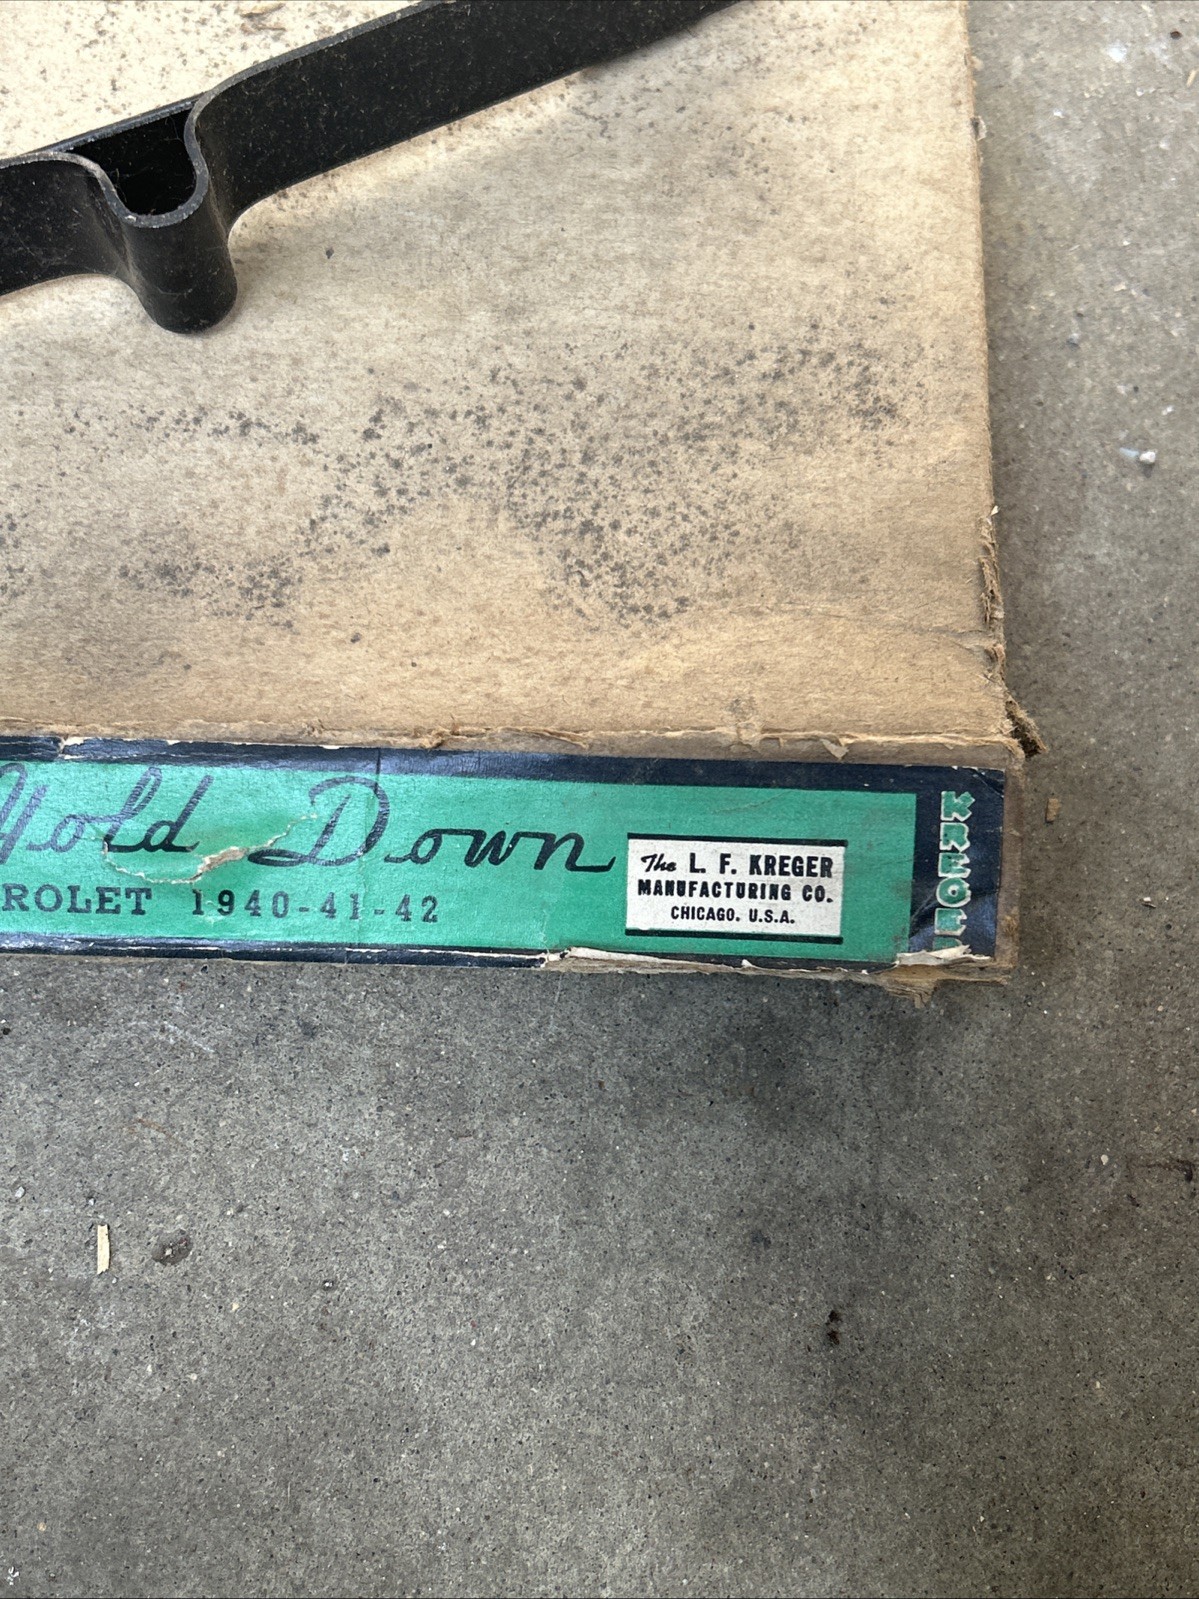 Hold Down
ROLET 1940-41-42
The L. F. KREGER
MANUFACTURING CO.
CHICAGO, U.S.A.
KREGE